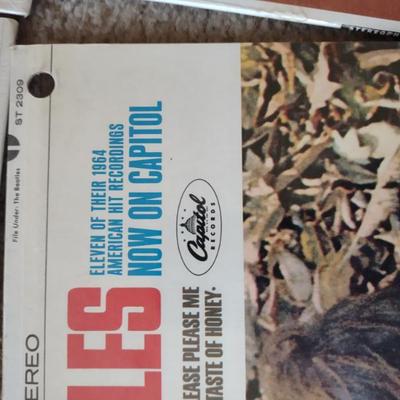 STEREOPH
File Under: The Beatles
ST 2309
EREO
LES
ELEVEN OF THEIR 1964
AMERICAN HIT RECORDINGS
NOW ON CAPITOL
Capitol
RECORDS
EASE PLEASE ME
TASTE OF HONEY·